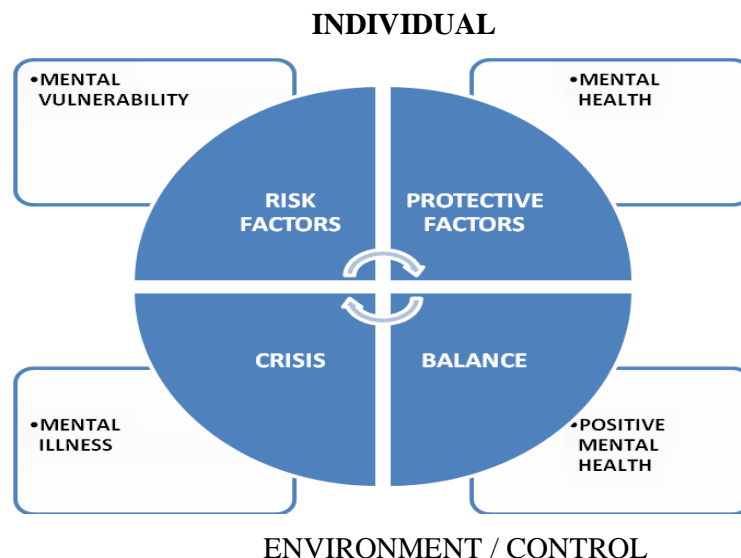 INDIVIDUAL
•MENTAL
VULNERABILITY
•MENTAL
HEALTH
RISK
FACTORS
PROTECTIVE
FACTORS
CRISIS
BALANCE
•MENTAL
ILLNESS
•POSITIVE
MENTAL
HEALTH
ENVIRONMENT / CONTROL